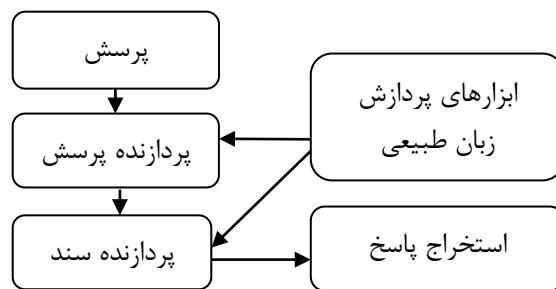 پرسش
ابزارهای پردازش
زبان طبیعی
پردازنده پرسش
پردازنده سند
استخراج پاسخ